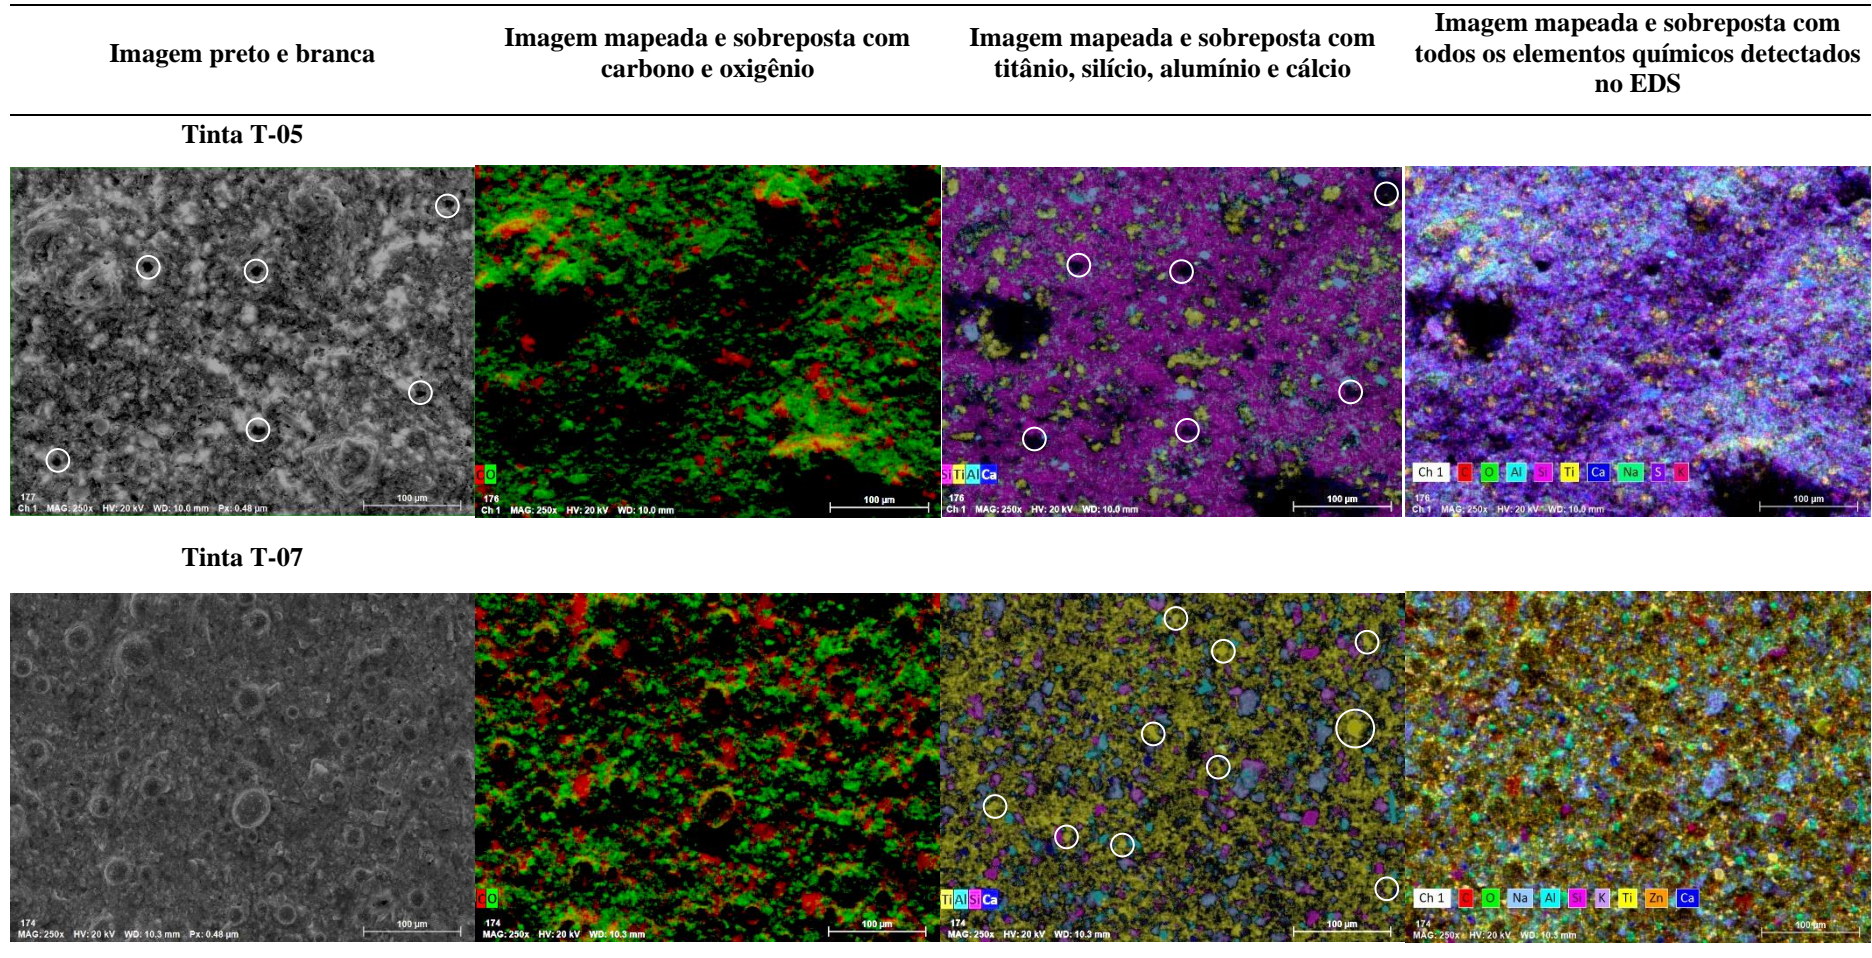 Imagem preto e branca
Imagem mapeada e sobreposta com
carbono e oxigênio
Imagem mapeada e sobreposta com
titânio, silício, alumínio e cálcio
Imagem mapeada e sobreposta com
todos os elementos químicos detectados
no EDS
Tinta T-05
177
Ch 1 MAG: 250x HV: 20 kV WD: 10.0 mm Px: 0.48 µm
100 µm
C O
176
Ch 1 MAG: 250x HV: 20 kV WD: 10.0 mm
100 µm
Si Ti Al Ca
176
Ch 1 MAG: 250x HV: 20 kV WD: 10.0 mm
100 µm
Ch 1 C O Al Si Ti Ca Na S K
176
Ch 1 MAG: 250x HV: 20 kV WD: 10.0 mm
100 µm
Tinta T-07
174
MAG: 250x HV: 20 kV WD: 10.3 mm Px: 0.48 µm
100 µm
C O
174
MAG: 250x HV: 20 kV WD: 10.3 mm
100 µm
Ti Al Si Ca
174
MAG: 250x HV: 20 kV WD: 10.3 mm
100 µm
Ch 1 C O Na Al Si K Ti Zn Ca
174
MAG: 250x HV: 20 kV WD: 10.3 mm
100 µm